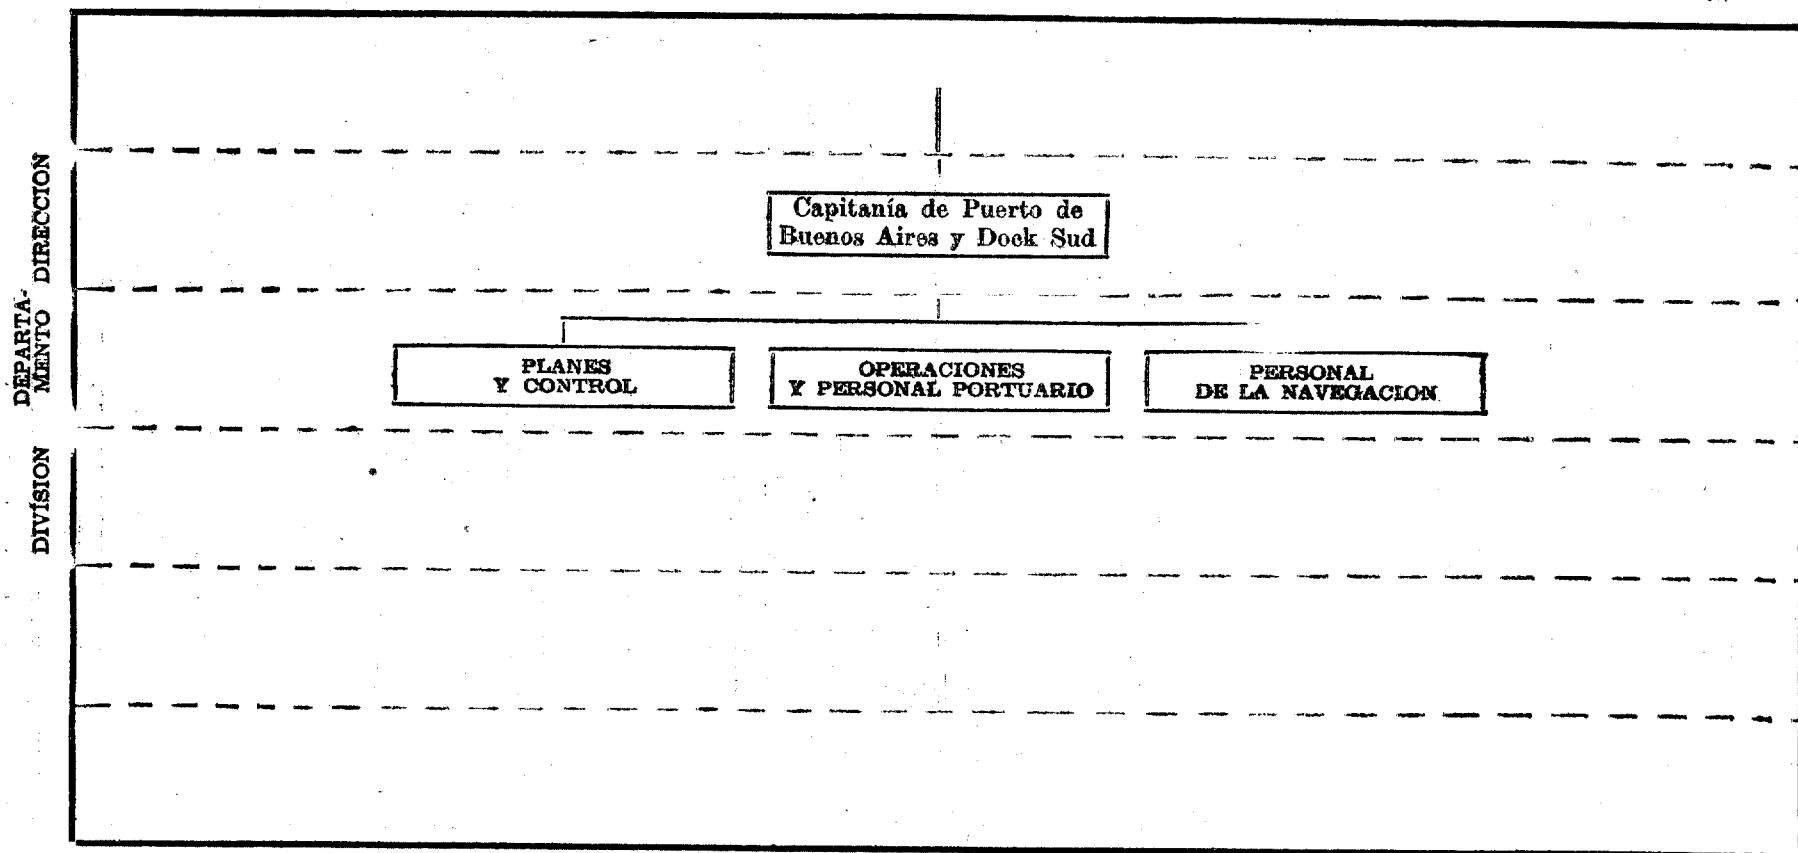 DIRECCION
Capitanía de Puerto de
Buenos Aires y Dock Sud
DEPARTA-
MENTO
PLANES
Y CONTROL
OPERACIONES
Y PERSONAL PORTUARIO
PERSONAL
DE LA NAVEGACION
DIVISION